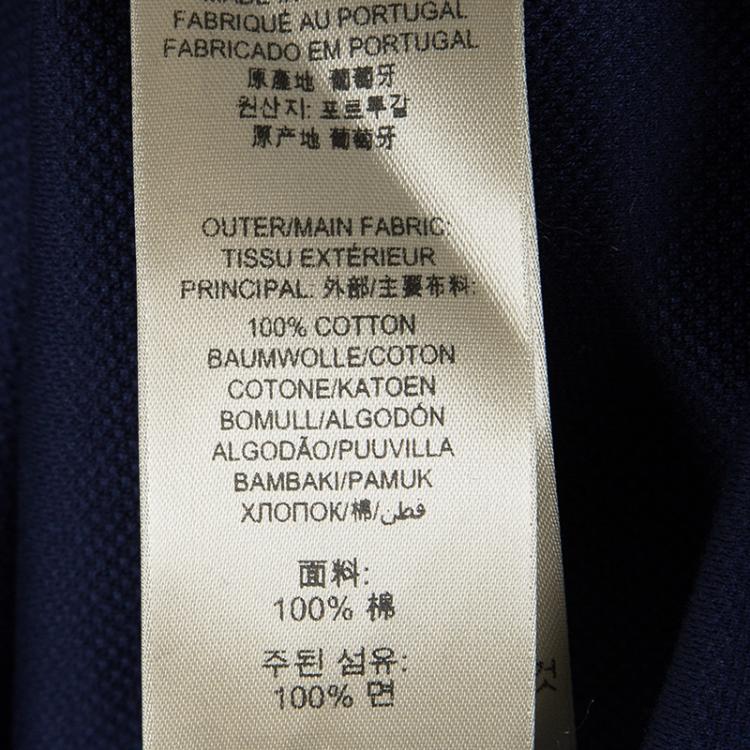 MADE IN
FABRIQUÉ AU PORTUGAL
FABRICADO EM PORTUGAL
原產地 葡萄牙
원산지: 포르투갈
原产地 葡萄牙
OUTER/MAIN FABRIC:
TISSU EXTÉRIEUR
PRINCIPAL: 外部/主要布料:
100% COTTON
BAUMWOLLE/COTON
COTONE/KATOEN
BOMULL/ALGODÓN
ALGODÃO/PUUVILLA
BAMBAKI/PAMUK
ХЛОПОК/棉/قطن
面料:
100% 棉
주된 섬유:
100% 면